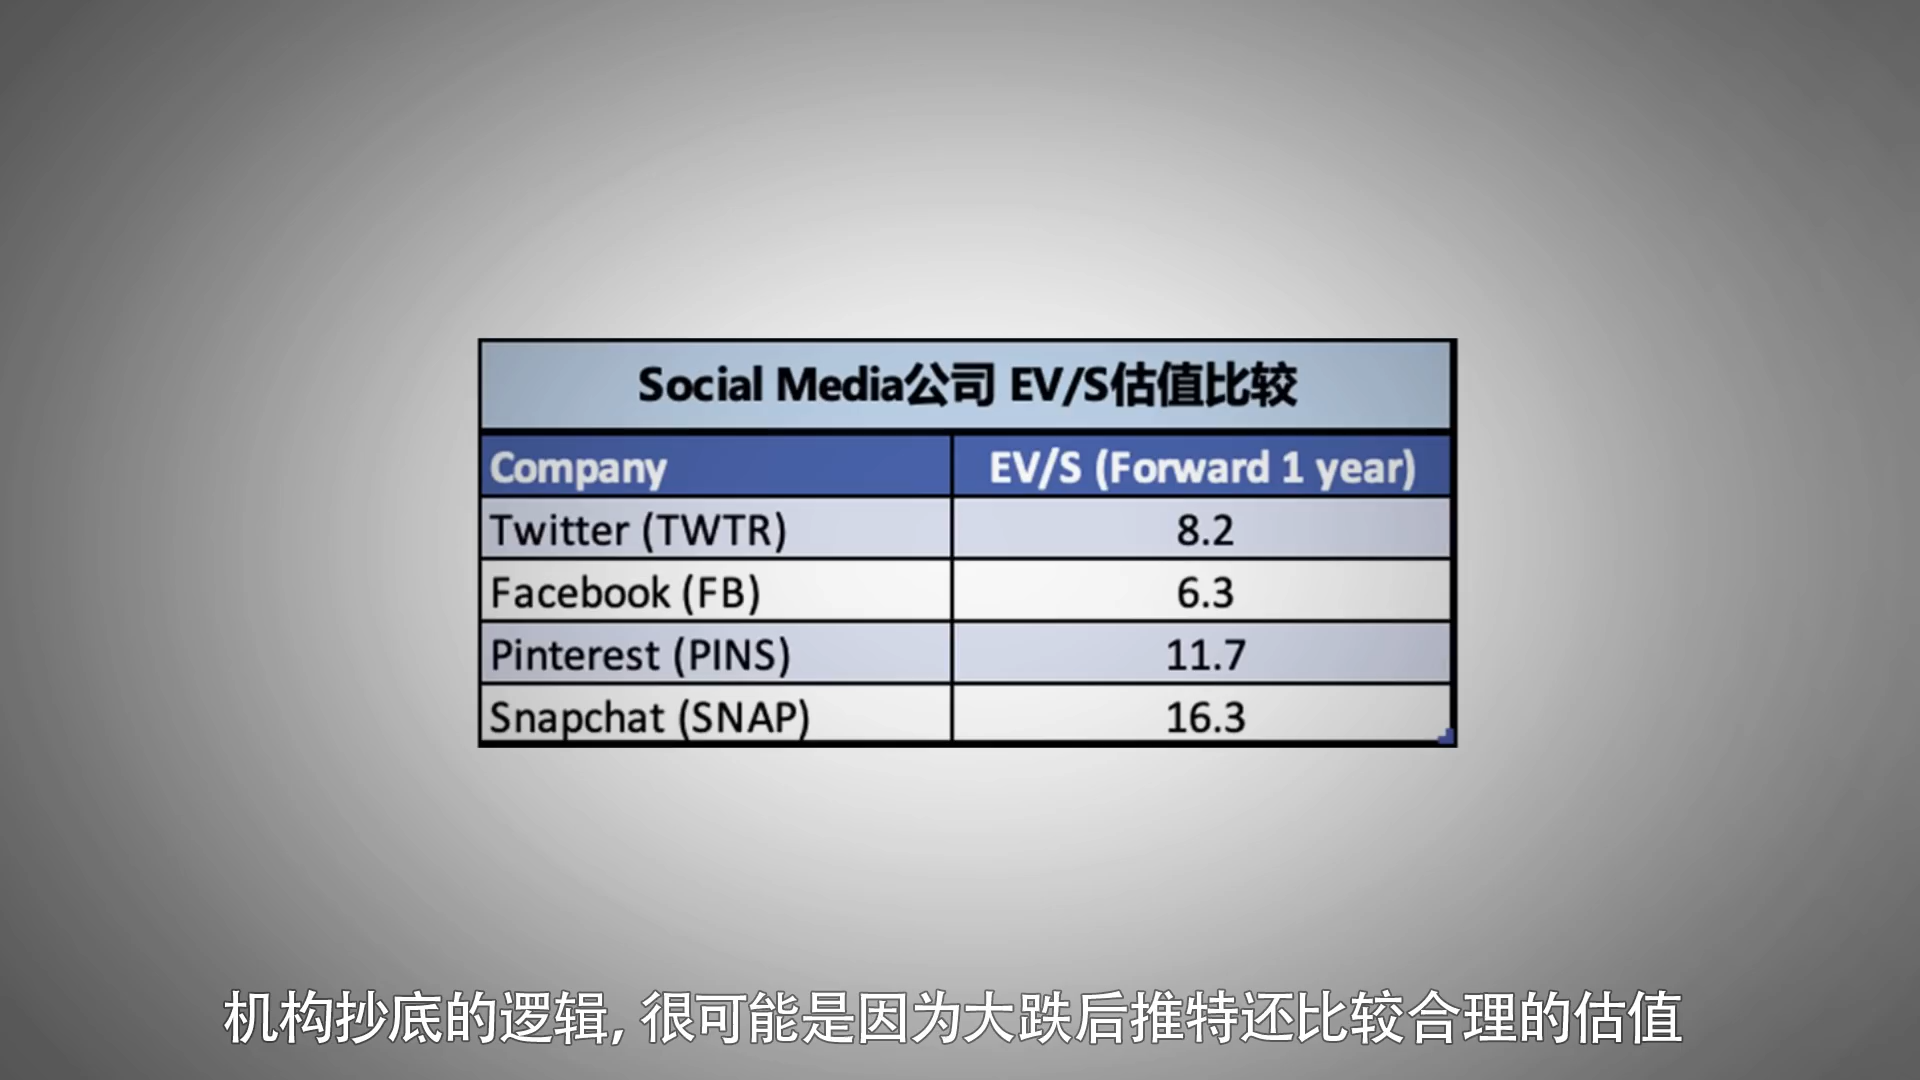 Social Media公司 EV/S估值比较
Company EV/S (Forward 1 year)
Twitter (TWTR) 8.2
Facebook (FB) 6.3
Pinterest (PINS) 11.7
Snapchat (SNAP) 16.3
机构抄底的逻辑, 很可能是因为大跌后推特还比较合理的估值